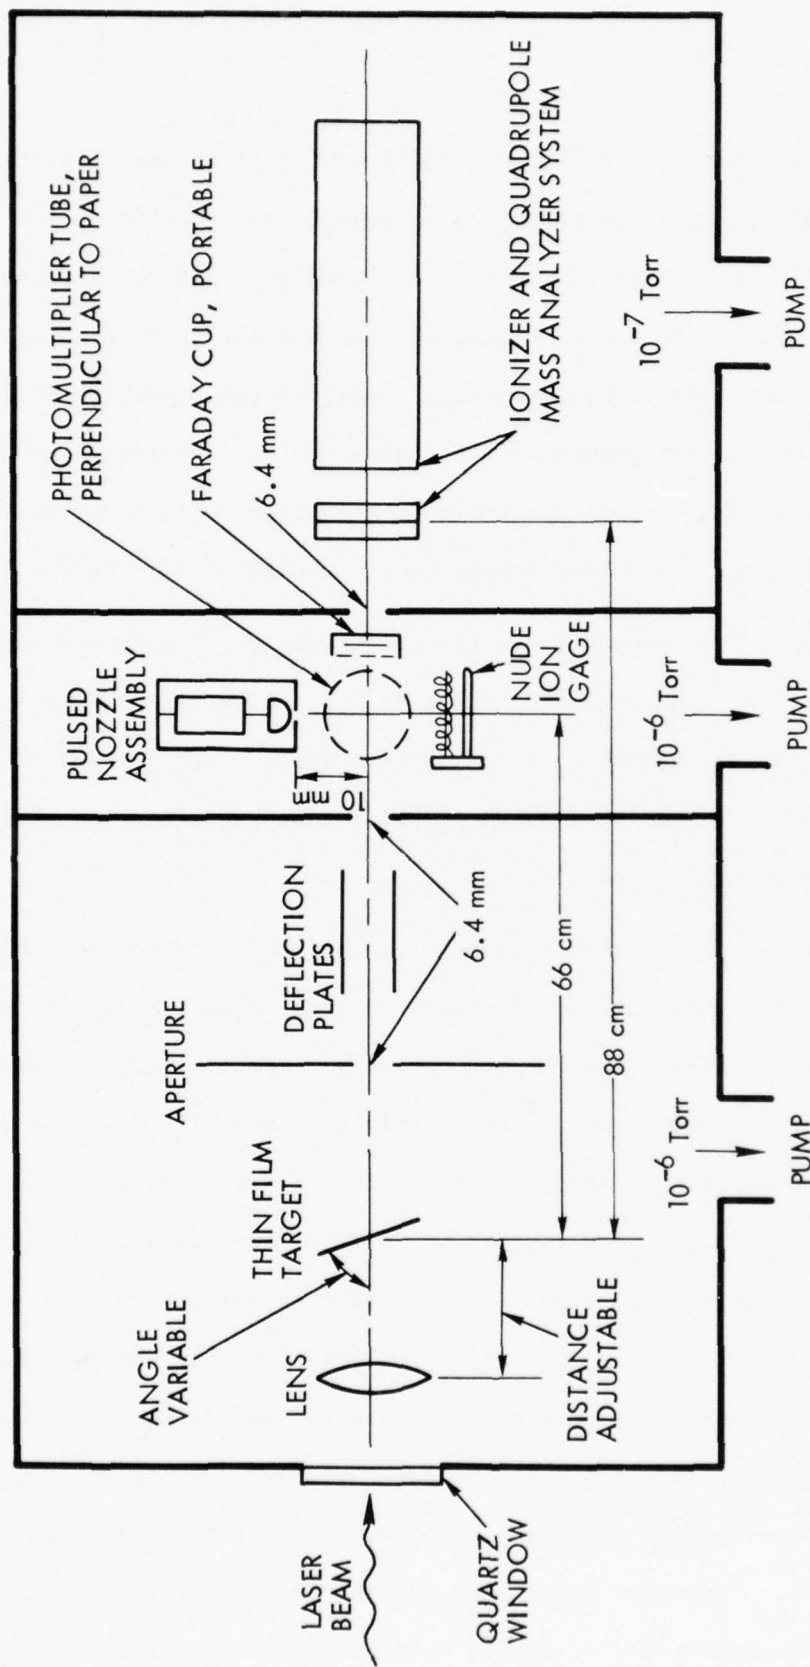 LASER
BEAM
QUARTZ
WINDOW
ANGLE
VARIABLE
LENS
THIN FILM
TARGET
DISTANCE
ADJUSTABLE
APERTURE
DEFLECTION
PLATES
6.4 mm
66 cm
88 cm
10⁻⁶ Torr
PUMP
PULSED
NOZZLE
ASSEMBLY
10
mm
NUDE
ION
GAGE
10⁻⁶ Torr
PUMP
PHOTOMULTIPLIER TUBE,
PERPENDICULAR TO PAPER
FARADAY CUP, PORTABLE
6.4 mm
IONIZER AND QUADRUPOLE
MASS ANALYZER SYSTEM
10⁻⁷ Torr
PUMP